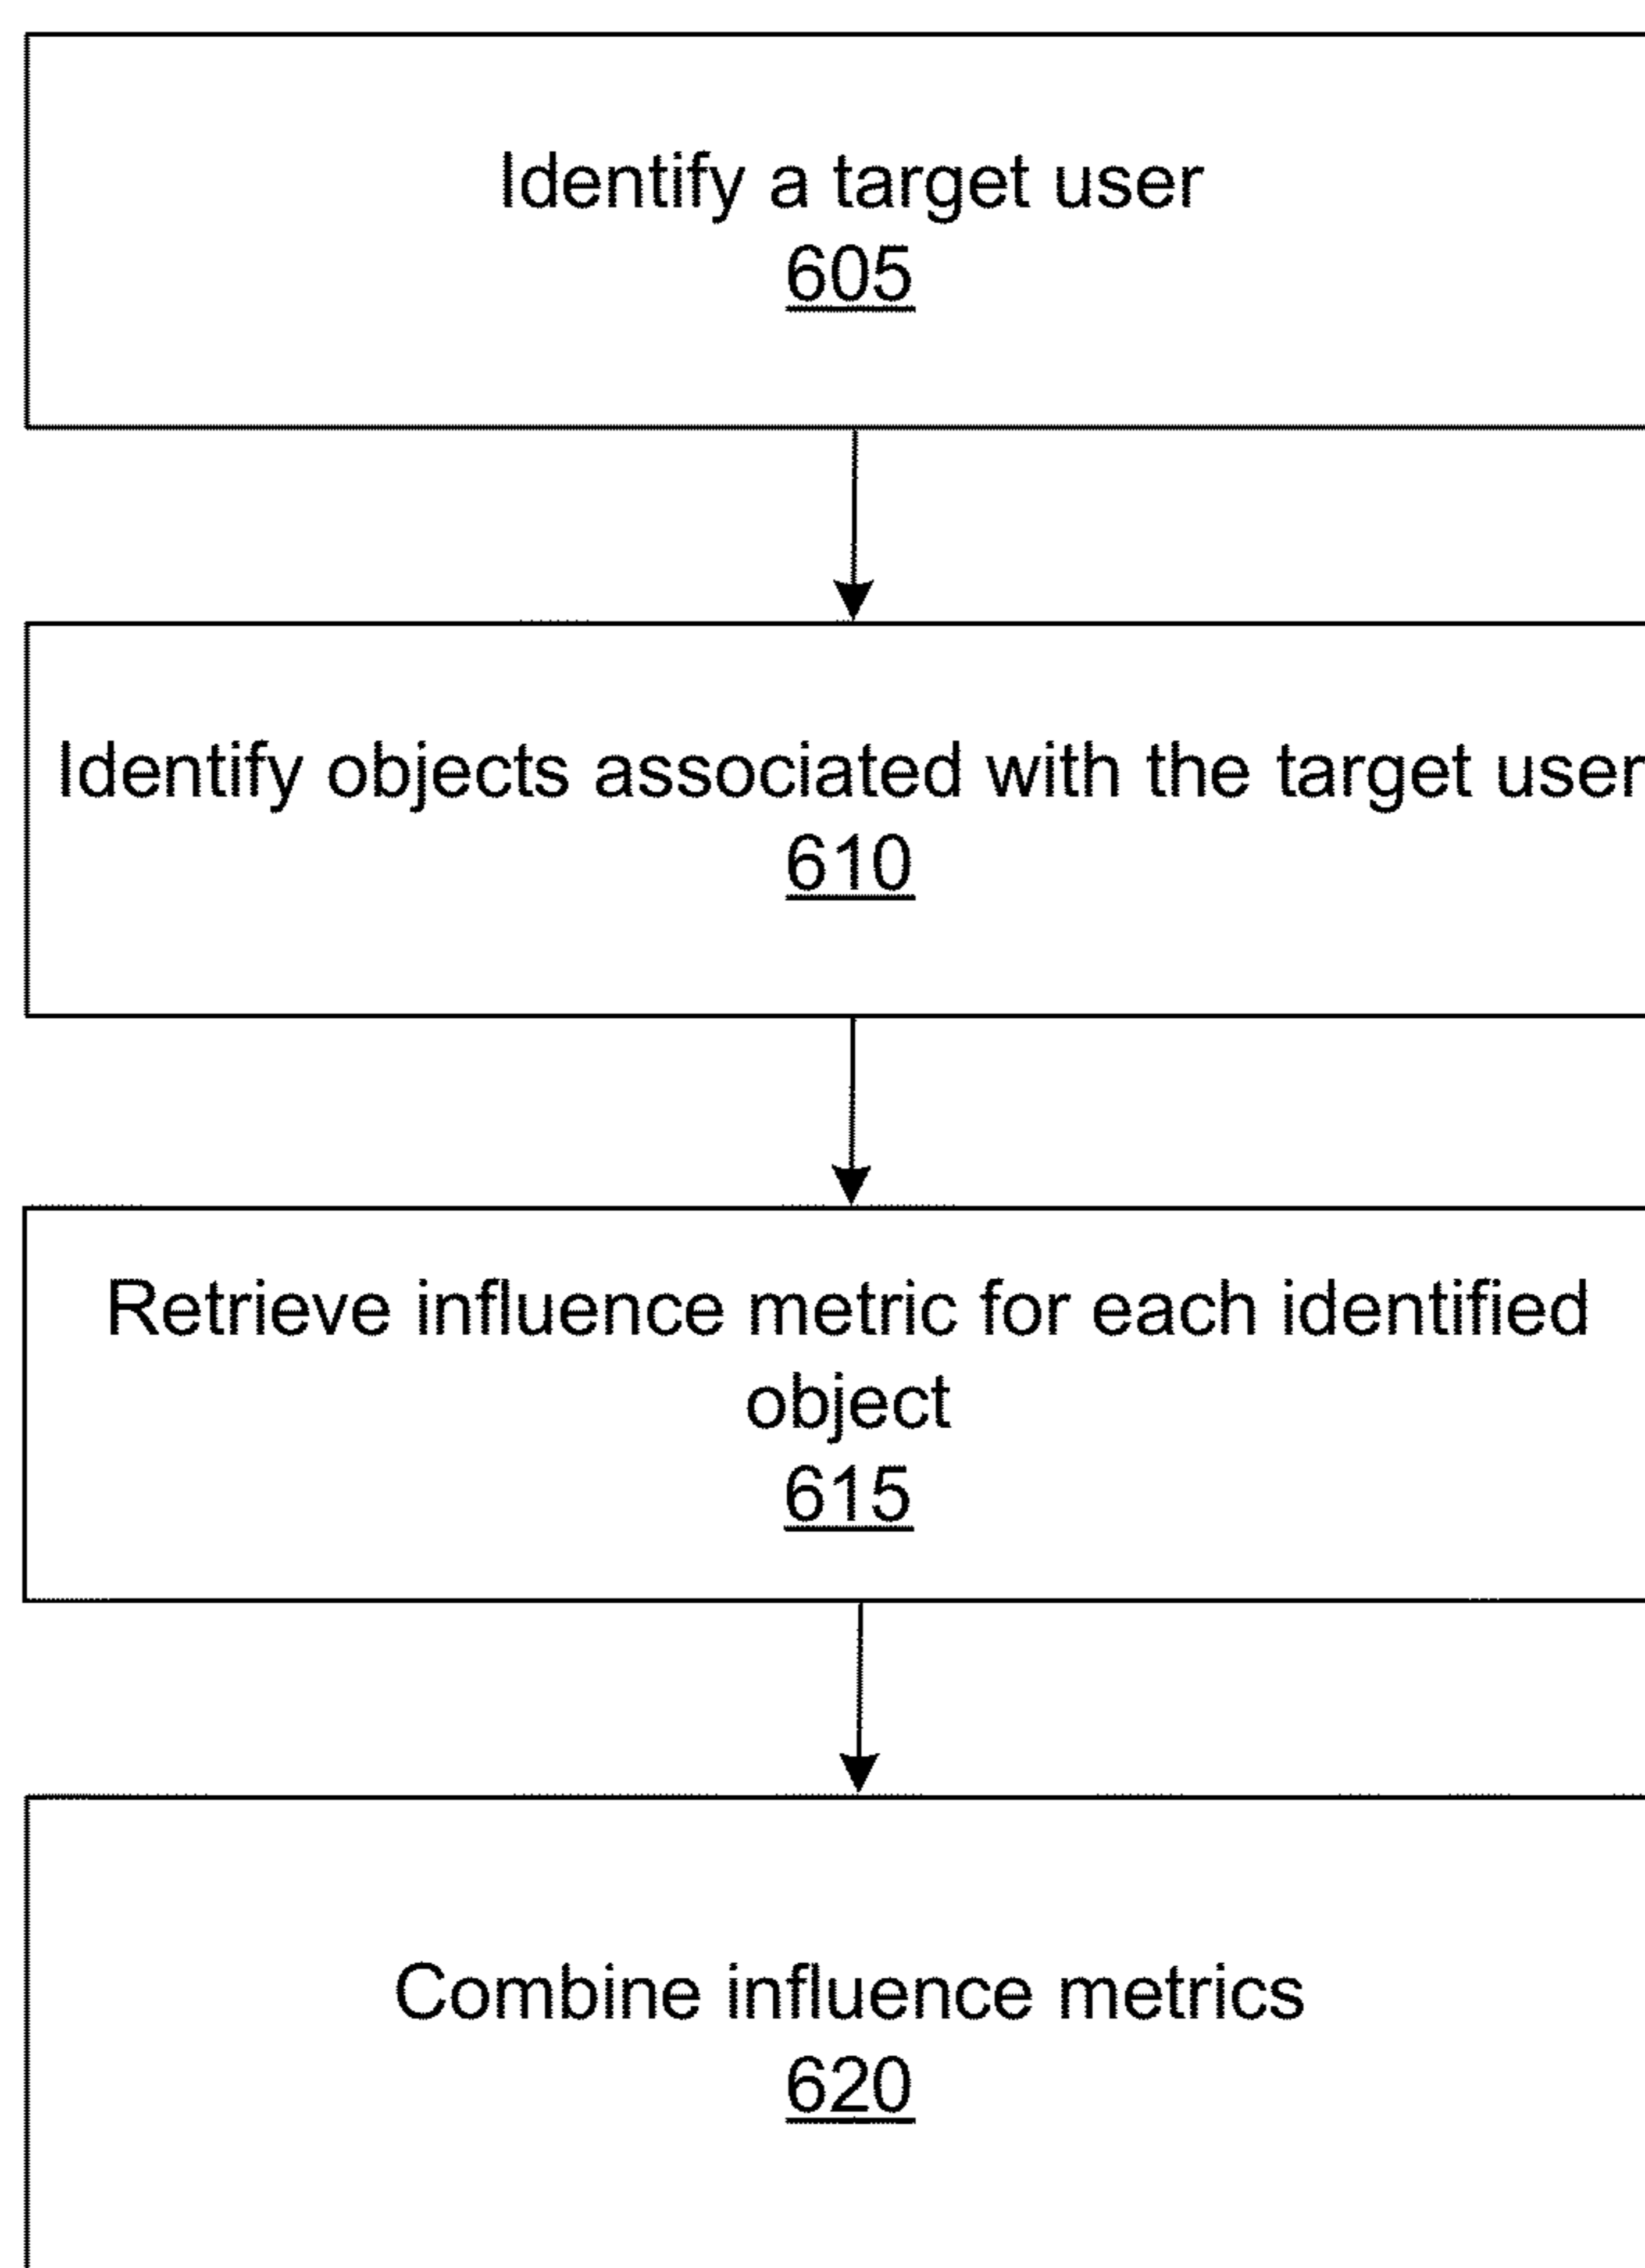 Identify a target user
605
Identify objects associated with the target user
610
Retrieve influence metric for each identified
object
615
Combine influence metrics
620